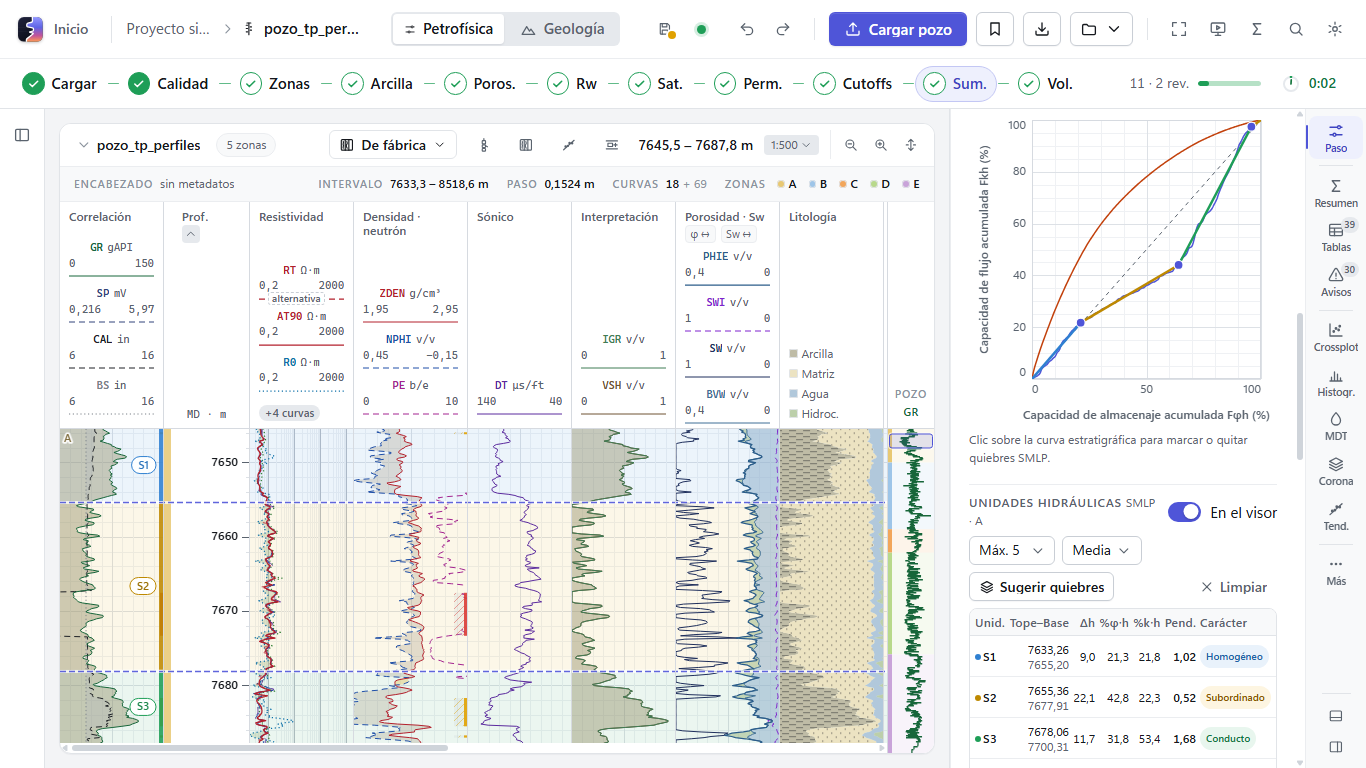 Inicio
Proyecto si...
pozo_tp_per...
Petrofísica
Geología
Cargar pozo
Cargar
Calidad
Zonas
Arcilla
Poros.
Rw
Sat.
Perm.
Cutoffs
Sum.
Vol.
11 · 2 rev.
0:02
pozo_tp_perfiles
5 zonas
De fábrica
7645,5 – 7687,8 m
1:500
ENCABEZADO sin metadatos
INTERVALO 7633,3 – 8518,6 m
PASO 0,1524 m
CURVAS 18 + 69
ZONAS A B C D E
Correlación
GR gAPI
0 150
SP mV
0,216 5,97
CAL in
6 16
BS in
6 16
Prof.
MD · m
Resistividad
RT Ω·m
0,2 2000
alternativa
AT90 Ω·m
0,2 2000
R0 Ω·m
0,2 2000
+4 curvas
Densidad · neutrón
ZDEN g/cm³
1,95 2,95
NPHI v/v
0,45 −0,15
PE b/e
0 10
Sónico
DT µs/ft
140 40
Interpretación
IGR v/v
0 1
VSH v/v
0 1
Porosidad · Sw
φ ↔ Sw ↔
PHIE v/v
0,4 0
SWI v/v
1 0
SW v/v
1 0
BVW v/v
0,4 0
Litología
Arcilla
Matriz
Agua
Hidroc.
POZO
GR
A
S1
S2
S3
7650
7660
7670
7680
Capacidad de flujo acumulada Fkh (%)
100
80
60
40
20
0
0 50 100
Capacidad de almacenaje acumulada Fφh (%)
Clic sobre la curva estratigráfica para marcar o quitar
quiebres SMLP.
UNIDADES HIDRÁULICAS SMLP
· A
En el visor
Máx. 5
Media
Sugerir quiebres
Limpiar
Unid. Tope–Base Δh %φ·h %k·h Pend. Carácter
S1 7633,26 7655,20 9,0 21,3 21,8 1,02 Homogéneo
S2 7655,36 7677,91 22,1 42,8 22,3 0,52 Subordinado
S3 7678,06 7700,31 11,7 31,8 53,4 1,68 Conducto
Paso
Resumen
39
Tablas
30
Avisos
Crossplot
Histogr.
MDT
Corona
Tend.
Más